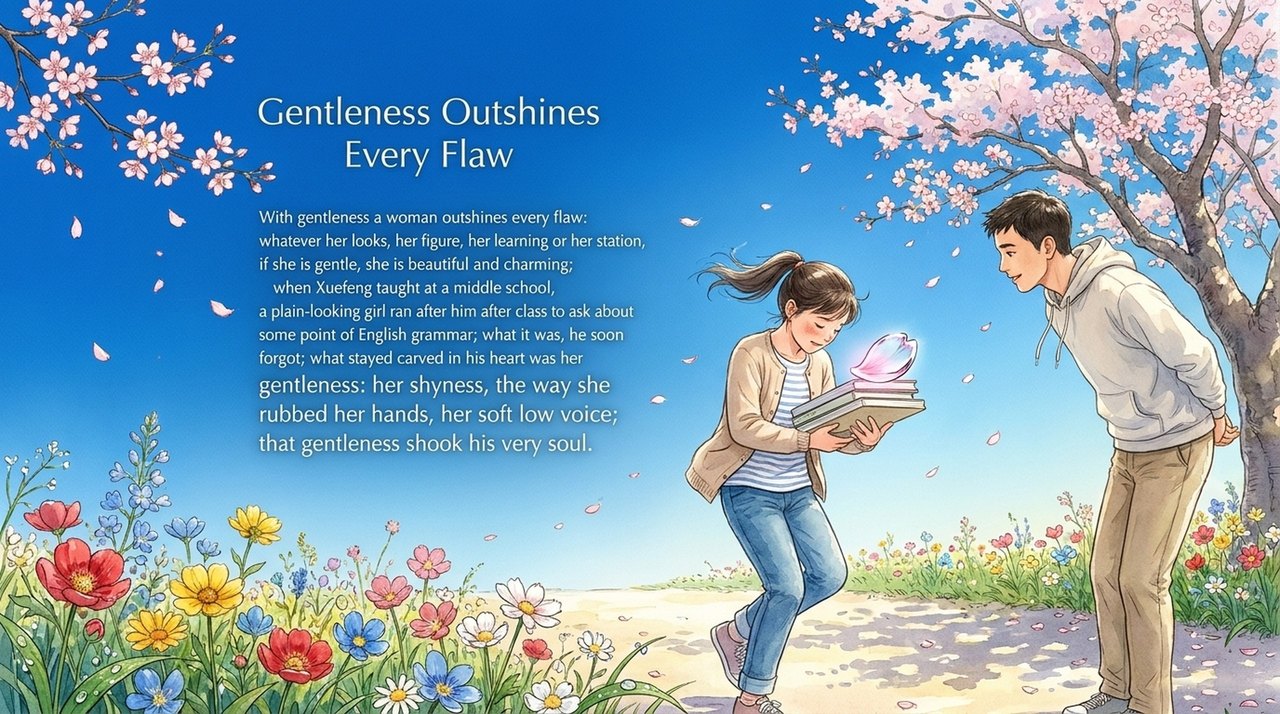 Gentleness Outshines
Every Flaw
With gentleness a woman outshines every flaw:
whatever her looks, her figure, her learning or her station,
if she is gentle, she is beautiful and charming;
when Xuefeng taught at a middle school,
a plain-looking girl ran after him after class to ask about
some point of English grammar; what it was, he soon
forgot; what stayed carved in his heart was her
gentleness: her shyness, the way she
rubbed her hands, her soft low voice;
that gentleness shook his very soul.